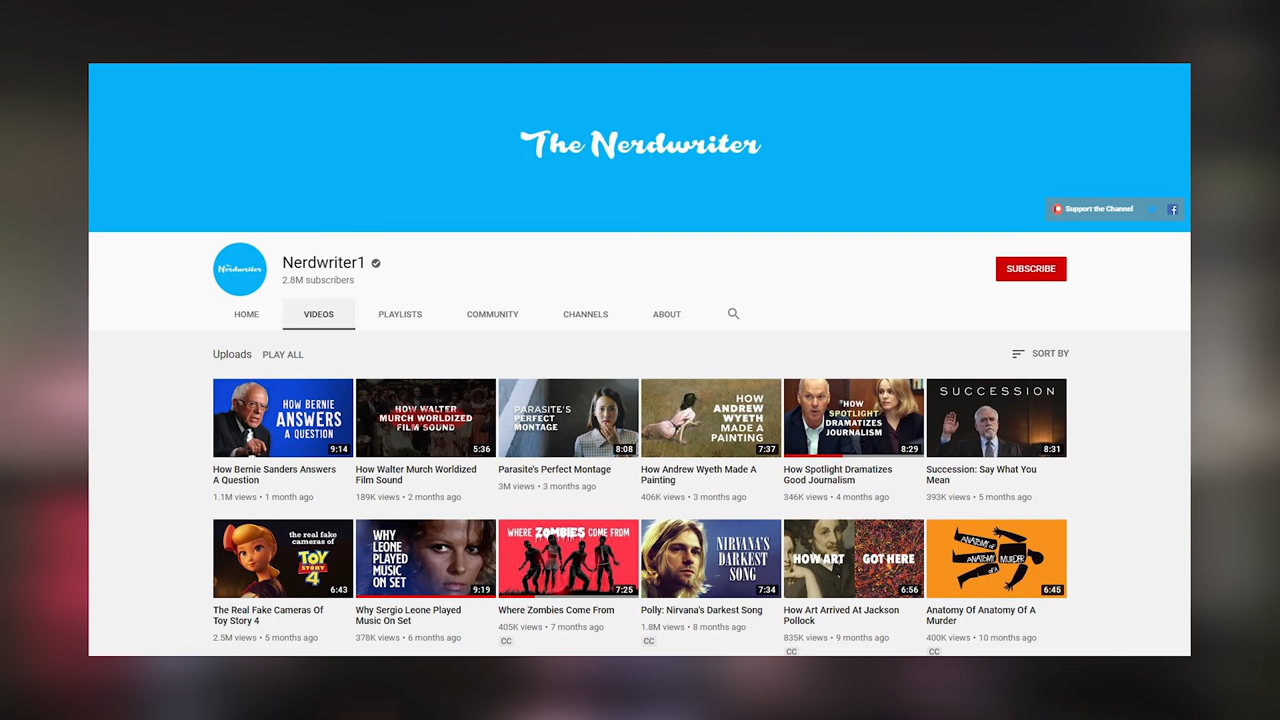 The Nerdwriter
Support the Channel
Nerdwriter
Nerdwriter1
2.8M subscribers
SUBSCRIBE
HOME VIDEOS PLAYLISTS COMMUNITY CHANNELS ABOUT
Uploads PLAY ALL SORT BY
HOW BERNIE
ANSWERS
A QUESTION
9:14
HOW WALTER
MURCH WORLDIZED
FILM SOUND
5:36
PARASITE'S
PERFECT
MONTAGE
8:08
HOW
ANDREW
WYETH
MADE A
PAINTING
7:37
"HOW
SPOTLIGHT
DRAMATIZES
JOURNALISM
8:29
SUCCESSION
8:31
How Bernie Sanders Answers
A Question
1.1M views • 1 month ago
How Walter Murch Worldized
Film Sound
189K views • 2 months ago
Parasite's Perfect Montage
3M views • 3 months ago
How Andrew Wyeth Made A
Painting
406K views • 3 months ago
How Spotlight Dramatizes
Good Journalism
346K views • 4 months ago
Succession: Say What You
Mean
393K views • 5 months ago
the real fake
cameras of
TOY
STORY
4
6:43
WHY
LEONE
PLAYED
MUSIC
ON SET
9:19
WHERE ZOMBIES COME FROM
7:25
NIRVANA'S
DARKEST
SONG
7:34
HOW ART GOT HERE
6:56
ANATOMY OF
ANATOMY MURDER
OF A
6:45
The Real Fake Cameras Of
Toy Story 4
2.5M views • 5 months ago
Why Sergio Leone Played
Music On Set
378K views • 6 months ago
Where Zombies Come From
405K views • 7 months ago
CC
Polly: Nirvana's Darkest Song
1.8M views • 8 months ago
CC
How Art Arrived At Jackson
Pollock
835K views • 9 months ago
CC
Anatomy Of Anatomy Of A
Murder
400K views • 10 months ago
CC